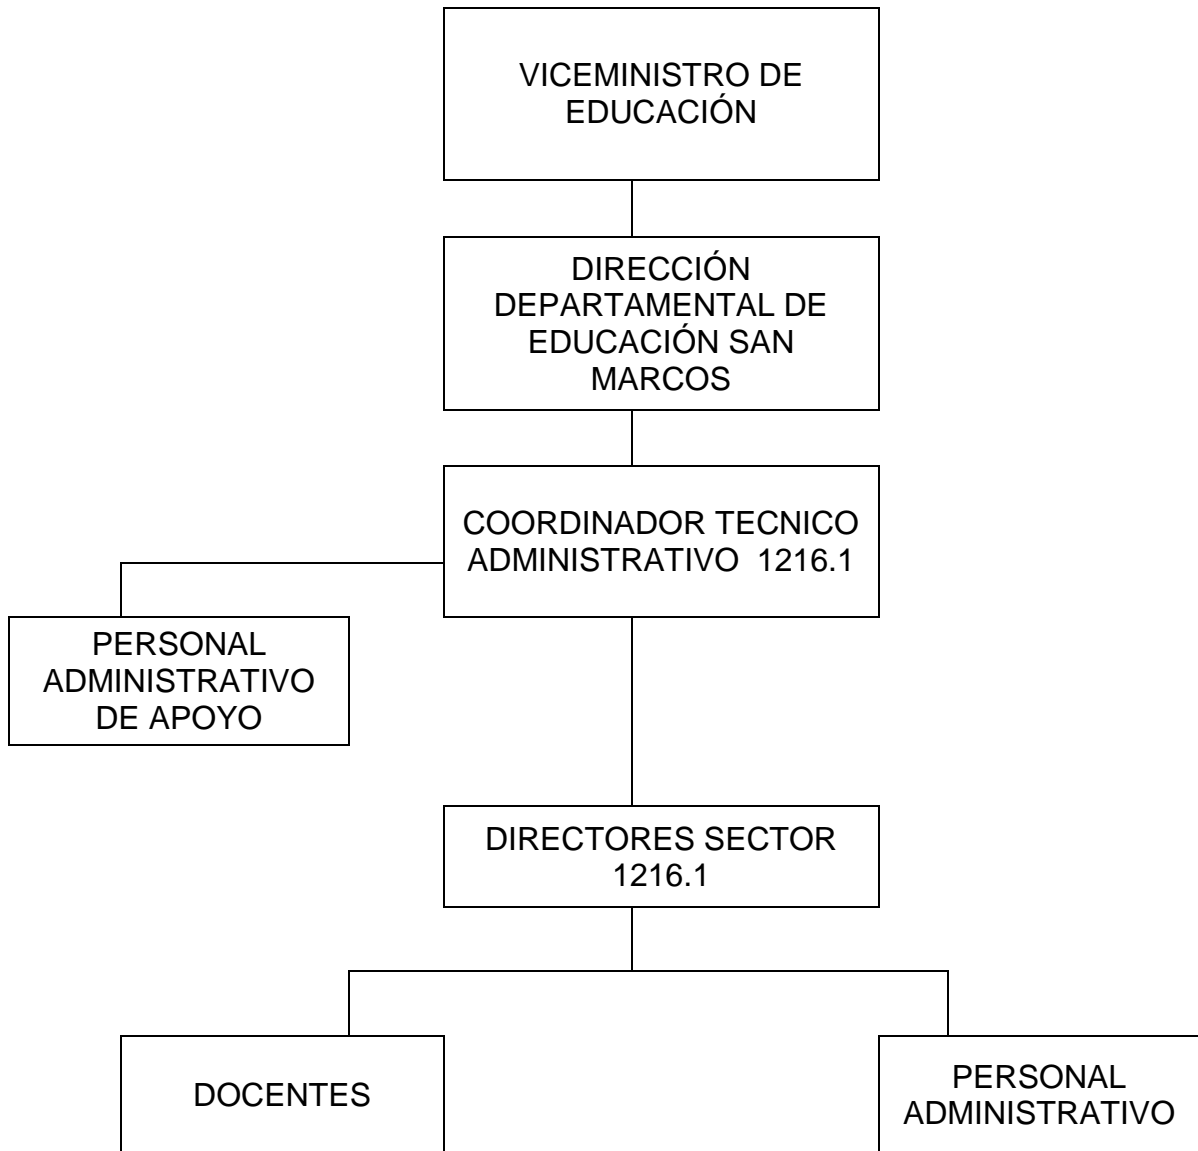 VICEMINISTRO DE
EDUCACIÓN
DIRECCIÓN
DEPARTAMENTAL DE
EDUCACIÓN SAN
MARCOS
COORDINADOR TECNICO
ADMINISTRATIVO 1216.1
PERSONAL
ADMINISTRATIVO
DE APOYO
DIRECTORES SECTOR
1216.1
DOCENTES
PERSONAL
ADMINISTRATIVO